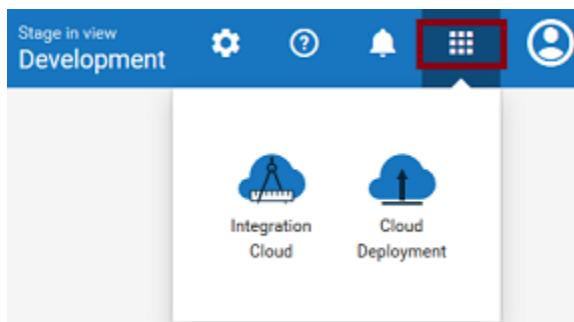 Stage in view
Development
Integration
Cloud
Cloud
Deployment